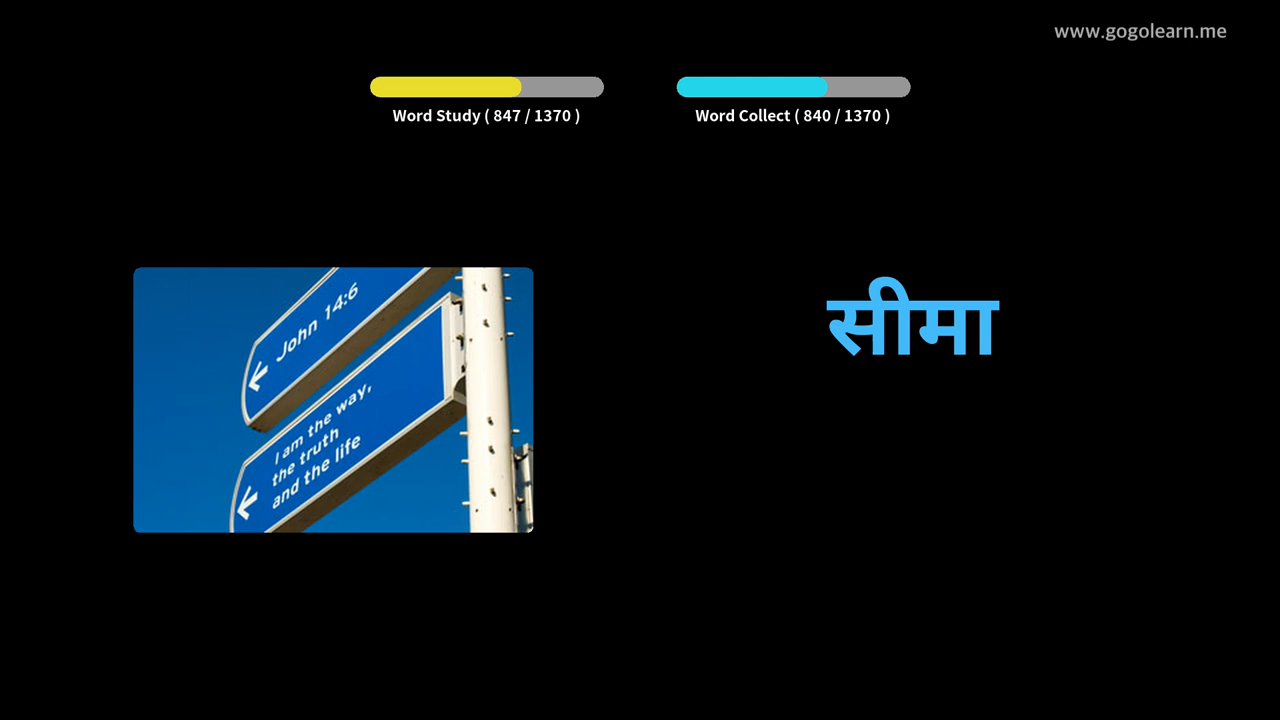 www.gogolearn.me
Word Study ( 847 / 1370 )
Word Collect ( 840 / 1370 )
John 14:6
I am the way,
the truth
and the life
सीमा